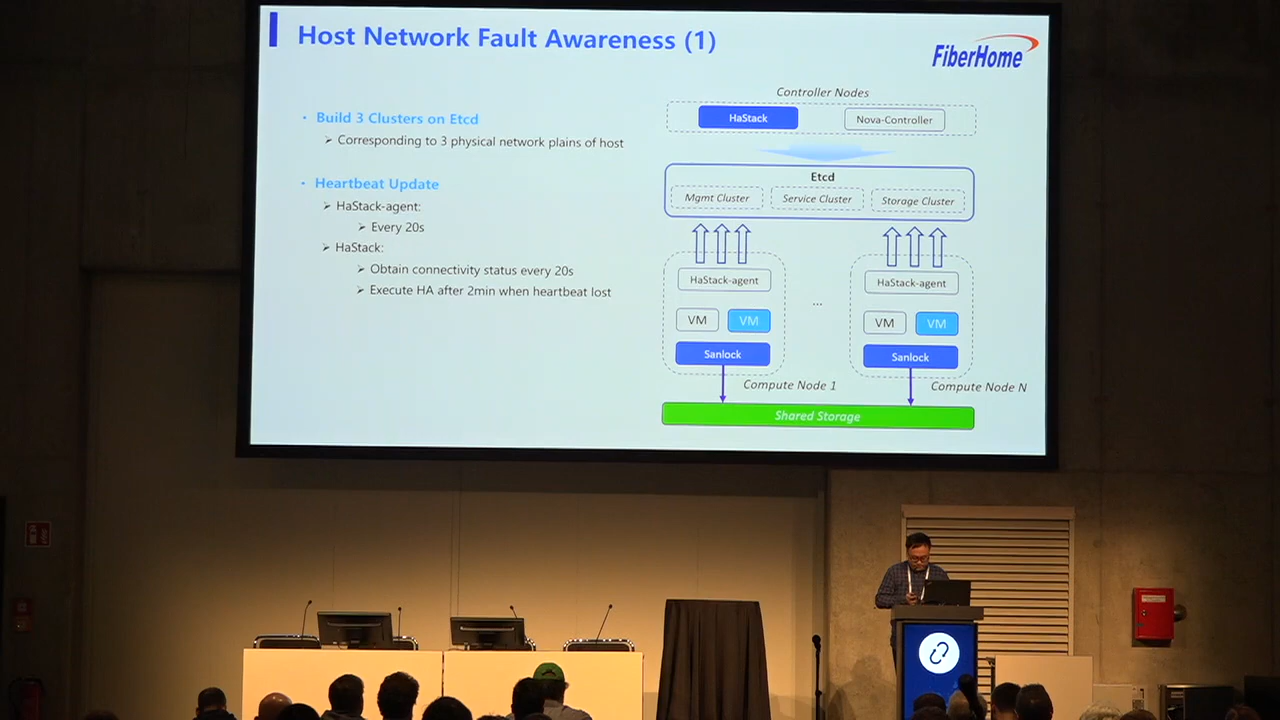 Host Network Fault Awareness (1)
FiberHome
• Build 3 Clusters on Etcd
➢ Corresponding to 3 physical network plains of host
• Heartbeat Update
➢ HaStack-agent:
➢ Every 20s
➢ HaStack:
➢ Obtain connectivity status every 20s
➢ Execute HA after 2min when heartbeat lost
Controller Nodes
HaStack
Nova-Controller
Etcd
Mgmt Cluster
Service Cluster
Storage Cluster
HaStack-agent
HaStack-agent
...
VM
VM
VM
VM
Sanlock
Sanlock
Compute Node 1
Compute Node N
Shared Storage